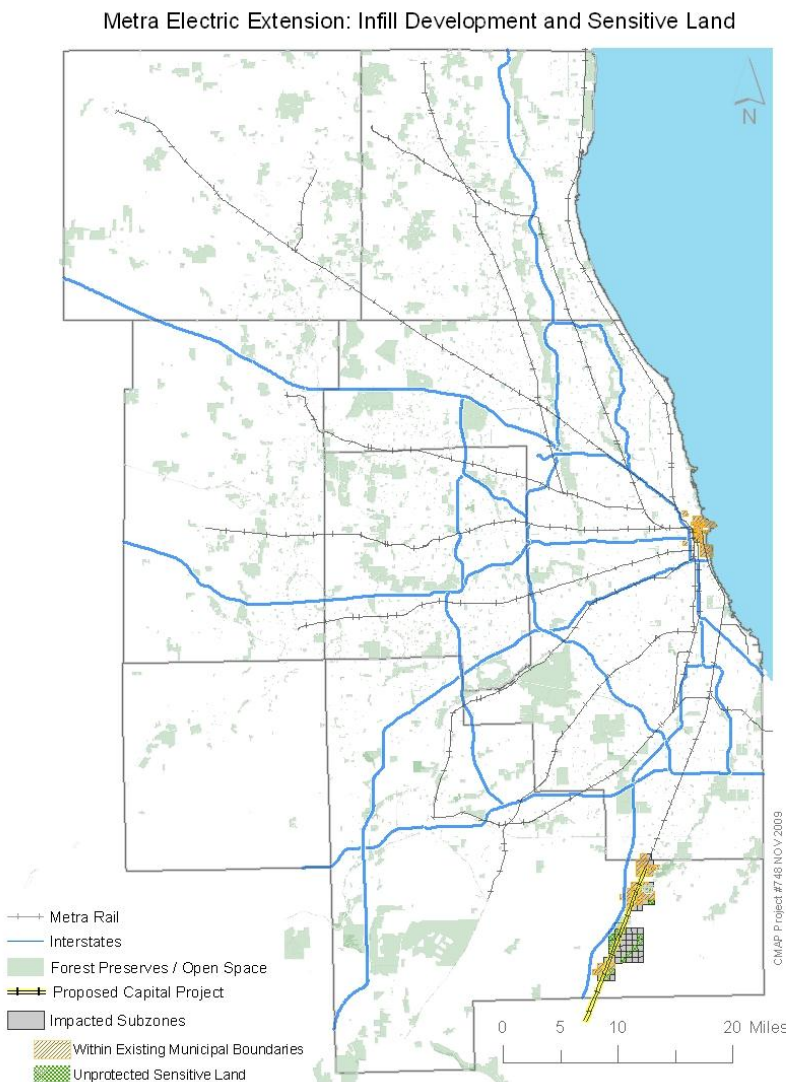 Metra Electric Extension: Infill Development and Sensitive Land
N
CMAP Project #748 NOV 2009
Metra Rail
Interstates
Forest Preserves / Open Space
Proposed Capital Project
Impacted Subzones
Within Existing Municipal Boundaries
Unprotected Sensitive Land
0 5 10 20 Miles